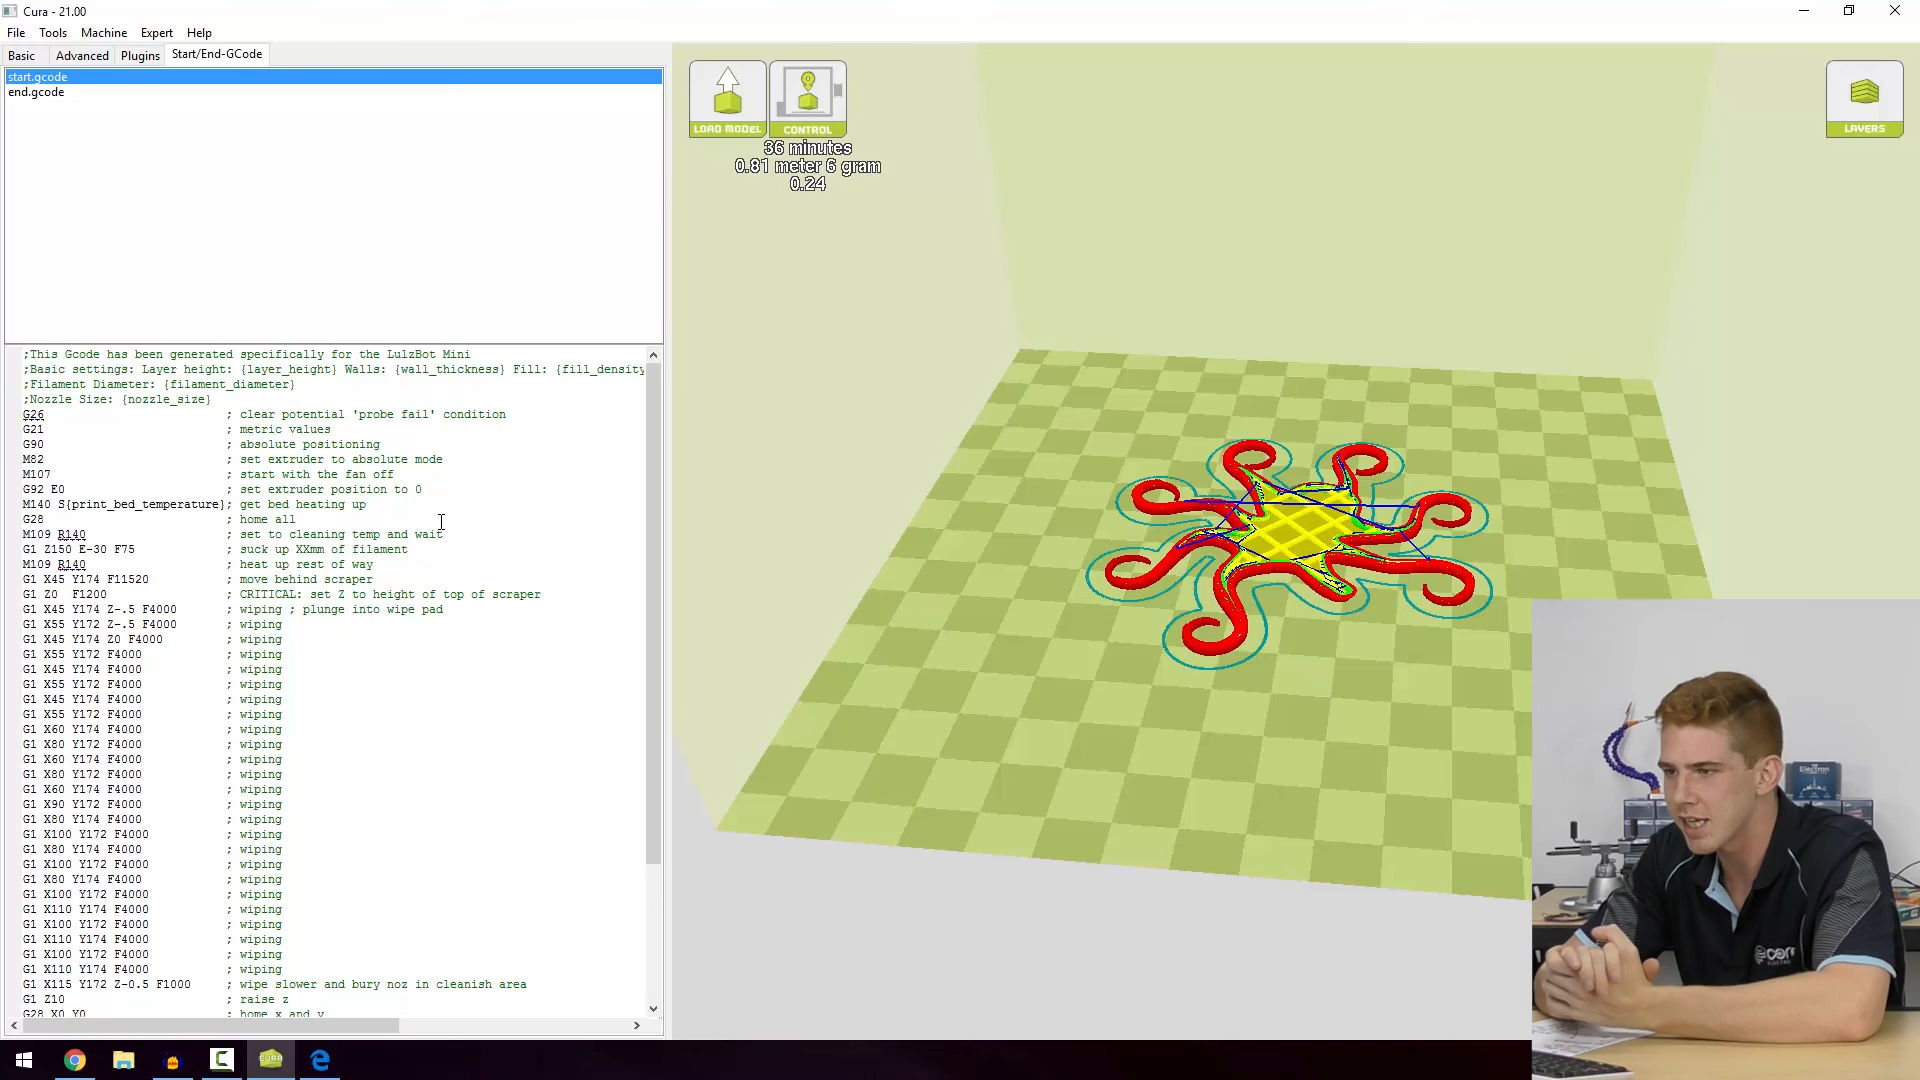 Cura - 21.00
File Tools Machine Expert Help
Basic Advanced Plugins Start/End-GCode
start.gcode
end.gcode
;This Gcode has been generated specifically for the LulzBot Mini
;Basic settings: Layer height: {layer_height} Walls: {wall_thickness} Fill: {fill_density
;Filament Diameter: {filament_diameter}
;Nozzle Size: {nozzle_size}
G26 ; clear potential 'probe fail' condition
G21 ; metric values
G90 ; absolute positioning
M82 ; set extruder to absolute mode
M107 ; start with the fan off
G92 E0 ; set extruder position to 0
M140 S{print_bed_temperature}; get bed heating up
G28 ; home all
M109 R140 ; set to cleaning temp and wait
G1 Z150 E-30 F75 ; suck up XXmm of filament
M109 R140 ; heat up rest of way
G1 X45 Y174 F11520 ; move behind scraper
G1 Z0 F1200 ; CRITICAL: set Z to height of top of scraper
G1 X45 Y174 Z-.5 F4000 ; wiping ; plunge into wipe pad
G1 X55 Y172 Z-.5 F4000 ; wiping
G1 X45 Y174 Z0 F4000 ; wiping
G1 X55 Y172 F4000 ; wiping
G1 X45 Y174 F4000 ; wiping
G1 X55 Y172 F4000 ; wiping
G1 X45 Y174 F4000 ; wiping
G1 X55 Y172 F4000 ; wiping
G1 X60 Y174 F4000 ; wiping
G1 X80 Y172 F4000 ; wiping
G1 X60 Y174 F4000 ; wiping
G1 X80 Y172 F4000 ; wiping
G1 X60 Y174 F4000 ; wiping
G1 X90 Y172 F4000 ; wiping
G1 X80 Y174 F4000 ; wiping
G1 X100 Y172 F4000 ; wiping
G1 X80 Y174 F4000 ; wiping
G1 X100 Y172 F4000 ; wiping
G1 X80 Y174 F4000 ; wiping
G1 X100 Y172 F4000 ; wiping
G1 X110 Y174 F4000 ; wiping
G1 X100 Y172 F4000 ; wiping
G1 X110 Y174 F4000 ; wiping
G1 X100 Y172 F4000 ; wiping
G1 X110 Y174 F4000 ; wiping
G1 X115 Y172 Z-0.5 F1000 ; wipe slower and bury noz in cleanish area
G1 Z10 ; raise z
G28 X0 Y0 ; home x and y
LOAD MODEL
CONTROL
36 minutes
0.81 meter 6 gram
0.24
LAYERS
CURA
Electron
core